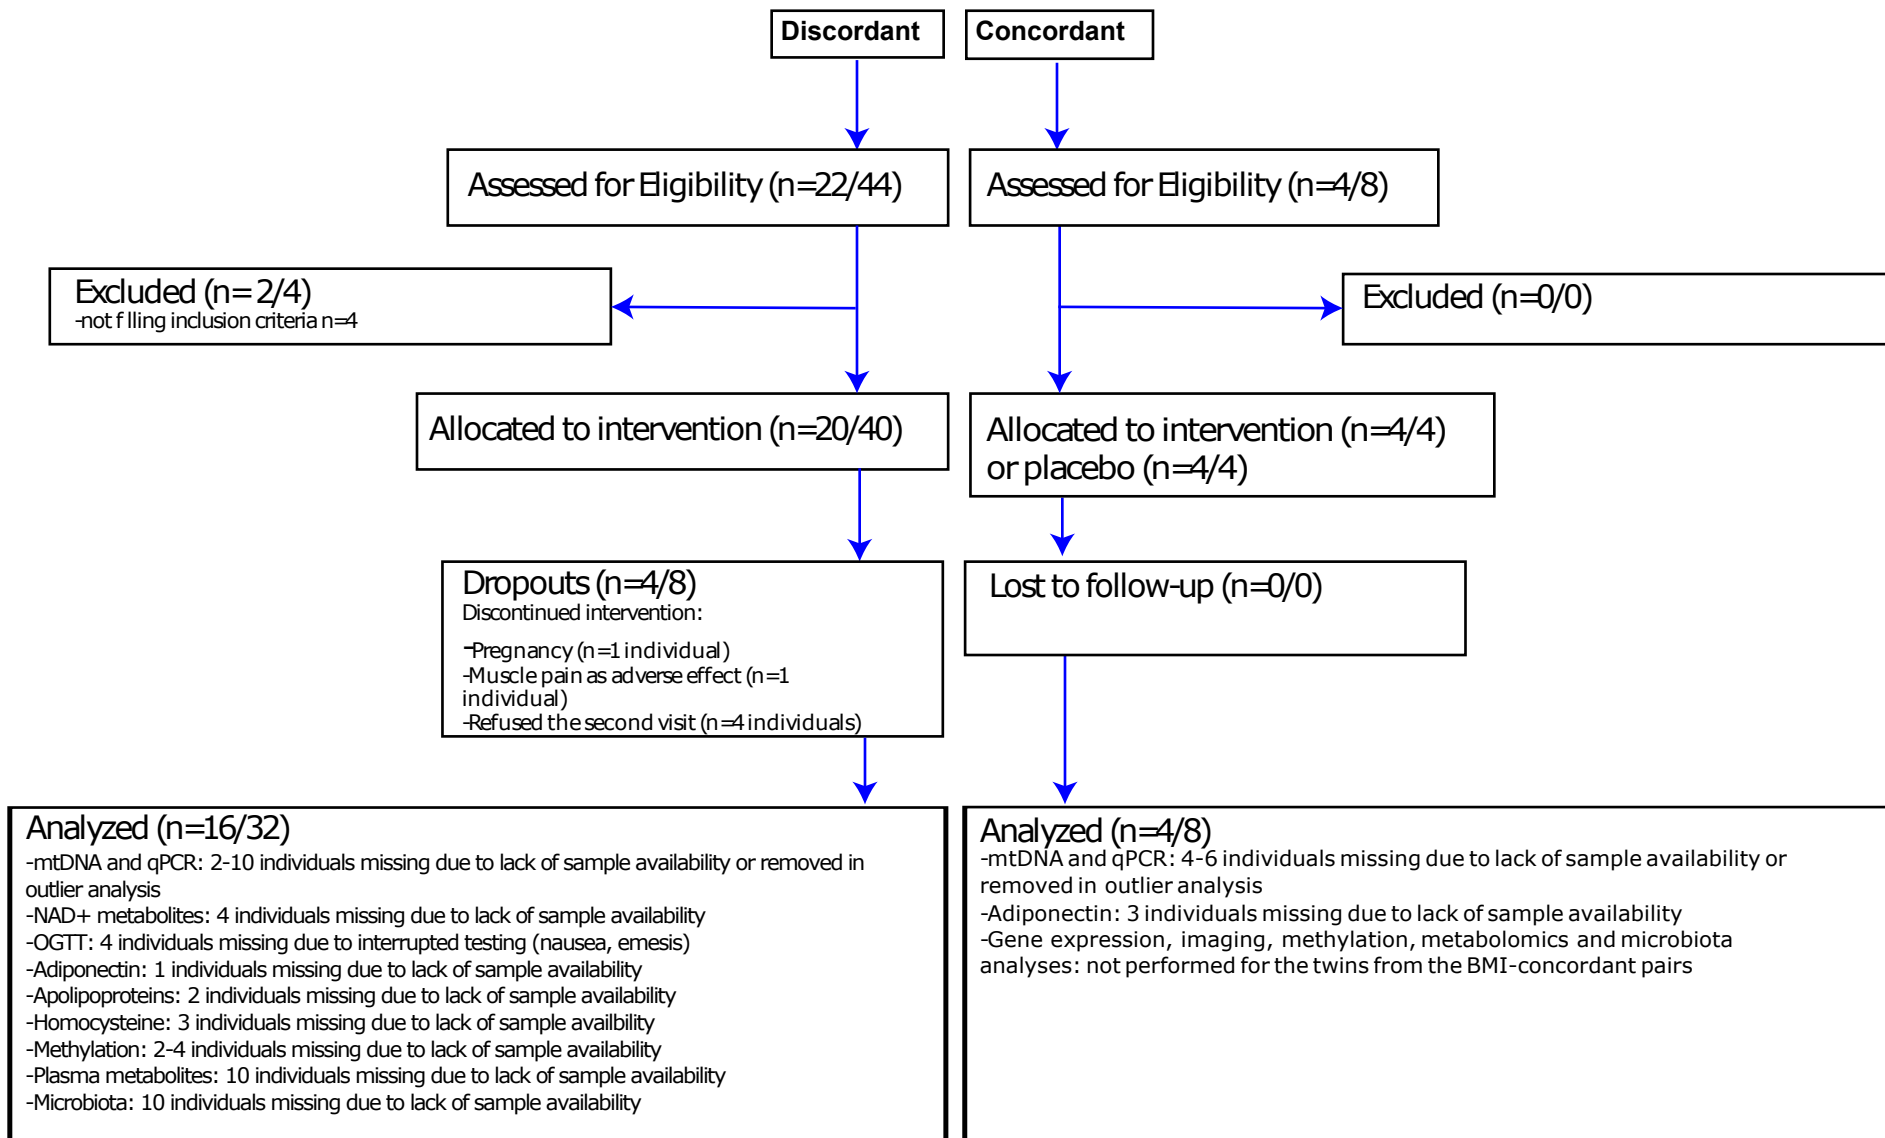 Discordant
Concordant
Assessed for Eligibility (n=22/44)
Assessed for Eligibility (n=4/8)
Excluded (n= 2/4)
-not f lling inclusion criteria n=4
Excluded (n=0/0)
Allocated to intervention (n=20/40)
Allocated to intervention (n=4/4)
or placebo (n=4/4)
Dropouts (n=4/8)
Discontinued intervention:
-Pregnancy (n=1 individual)
-Muscle pain as adverse effect (n=1
individual)
-Refused the second visit (n=4 individuals)
Lost to follow-up (n=0/0)
Analyzed (n=16/32)
-mtDNA and qPCR: 2-10 individuals missing due to lack of sample availability or removed in
outlier analysis
-NAD+ metabolites: 4 individuals missing due to lack of sample availability
-OGTT: 4 individuals missing due to interrupted testing (nausea, emesis)
-Adiponectin: 1 individuals missing due to lack of sample availability
-Apolipoproteins: 2 individuals missing due to lack of sample availability
-Homocysteine: 3 individuals missing due to lack of sample availbility
-Methylation: 2-4 individuals missing due to lack of sample availability
-Plasma metabolites: 10 individuals missing due to lack of sample availability
-Microbiota: 10 individuals missing due to lack of sample availability
Analyzed (n=4/8)
-mtDNA and qPCR: 4-6 individuals missing due to lack of sample availability or
removed in outlier analysis
-Adiponectin: 3 individuals missing due to lack of sample availability
-Gene expression, imaging, methylation, metabolomics and microbiota
analyses: not performed for the twins from the BMI-concordant pairs